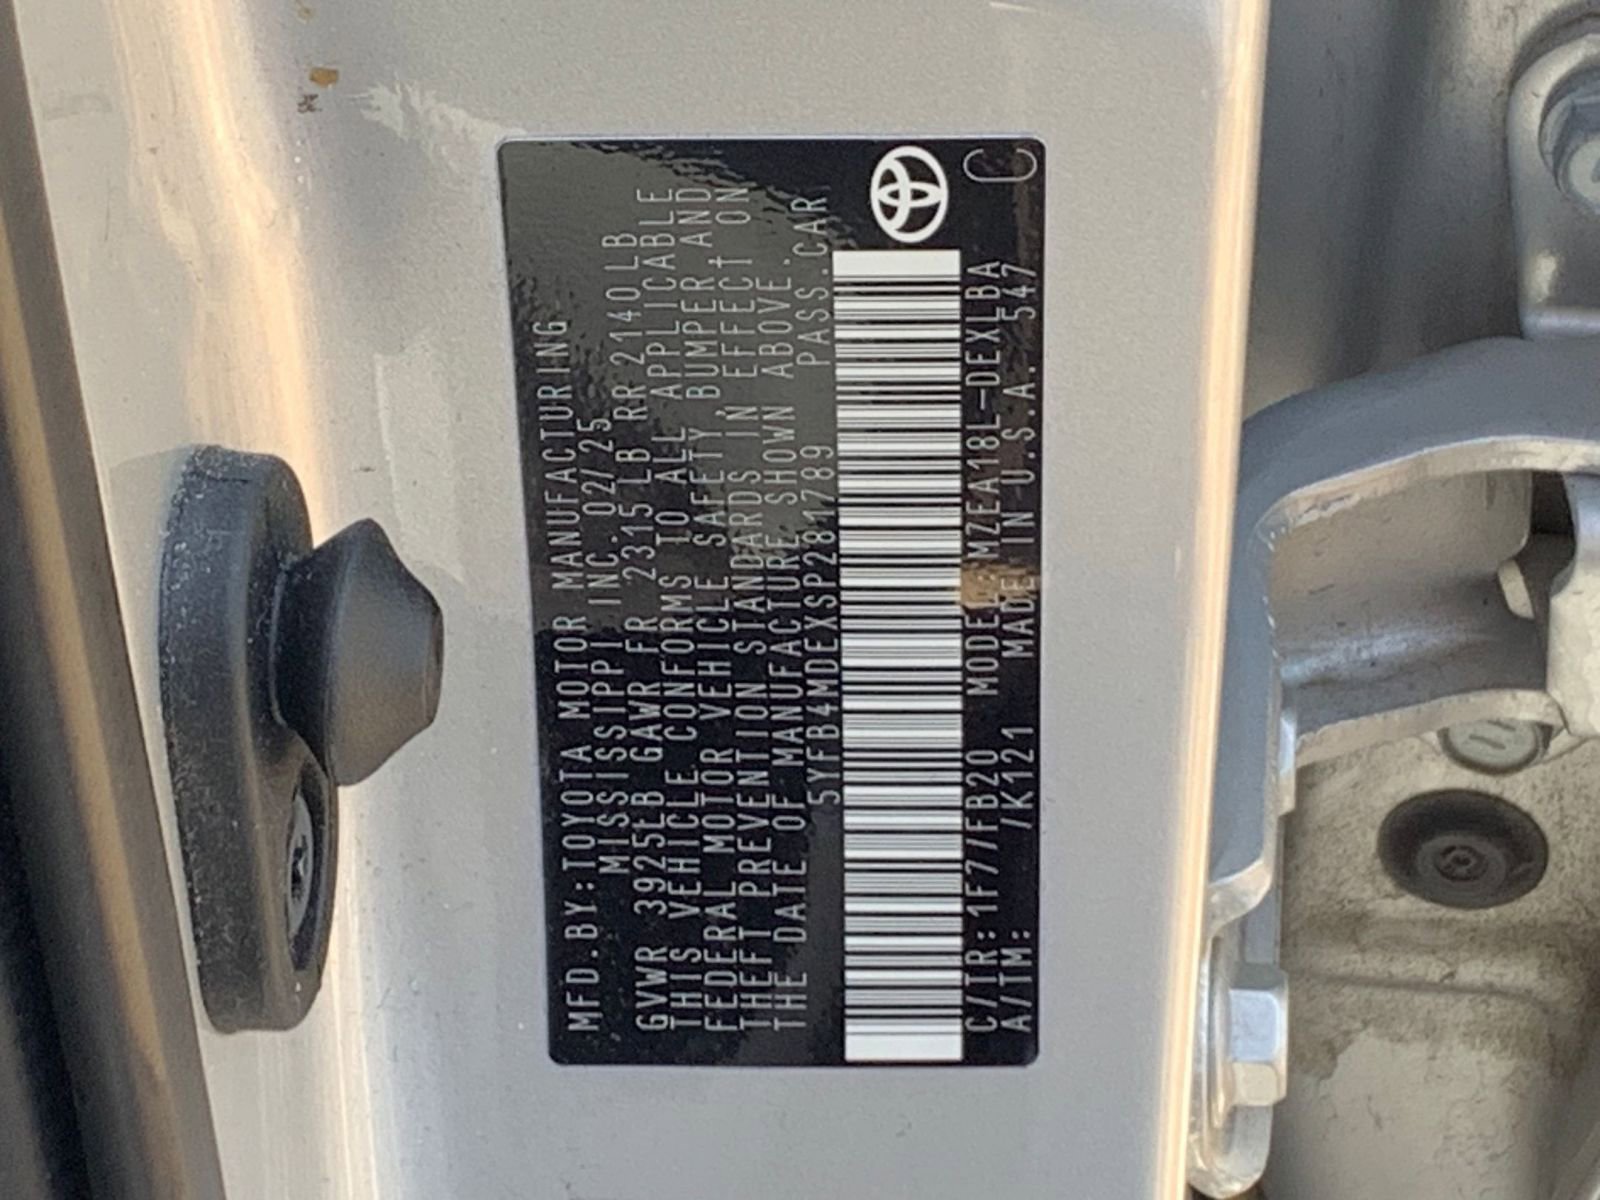 MFD.BY:TOYOTA MOTOR MANUFACTURING
MISSISSIPPI INC. 02/25
GVWR 3925LB GAWR FR 2315LB RR 2140LB
THIS VEHICLE CONFORMS TO ALL APPLICABLE
FEDERAL MOTOR VEHICLE SAFETY, BUMPER, AND
THEFT PREVENTION STANDARDS IN EFFECT ON
THE DATE OF MANUFACTURE SHOWN ABOVE.
5YFB4MDEXSP281789 PASS.CAR
C/TR: 1F7/FB20 MODEL:MZEA18L-DEXLBA
A/TM: /K121 MADE IN U.S.A. 547
C